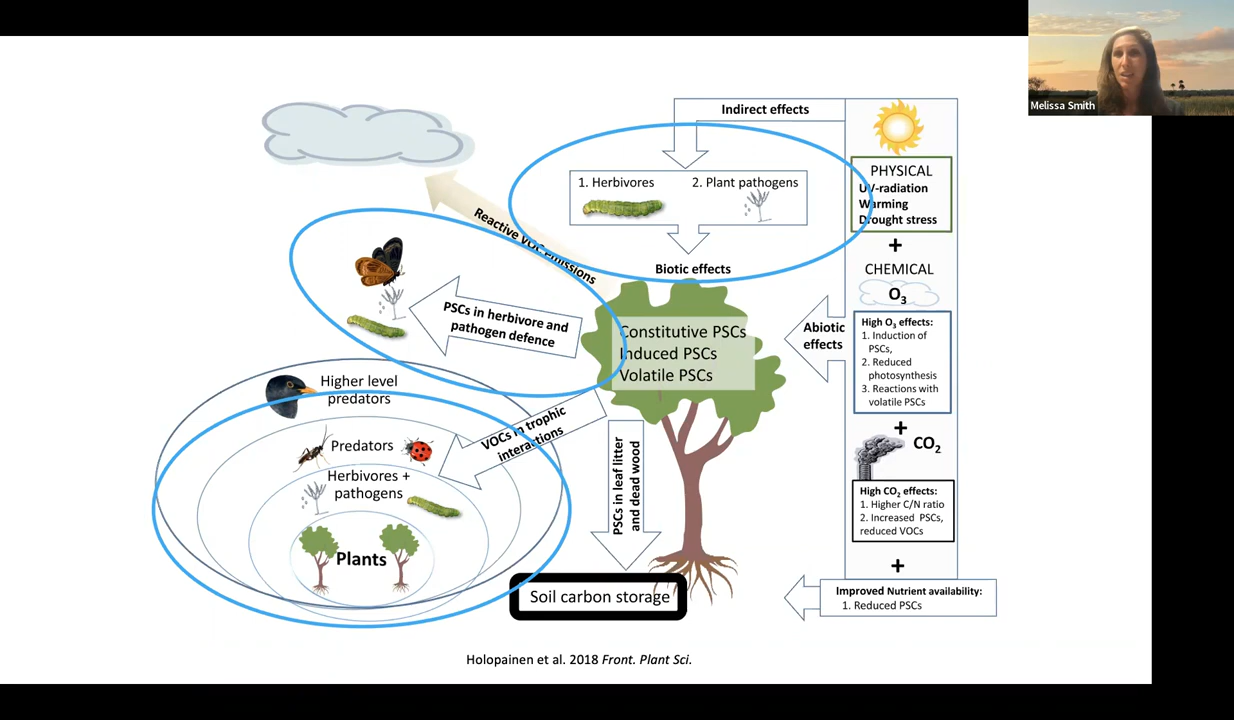 Melissa Smith
Indirect effects
1. Herbivores
2. Plant pathogens
Biotic effects
PHYSICAL
UV-radiation
Warming
Drought stress
+
CHEMICAL
O3
High O3 effects:
1. Induction of
PSCs,
2. Reduced
photosynthesis
3. Reactions with
volatile PSCs
+
CO2
High CO2 effects:
1. Higher C/N ratio
2. Increased PSCs,
reduced VOCs
+
Improved Nutrient availability:
1. Reduced PSCs
Abiotic
effects
Reactive VOC emissions
PSCs in herbivore and
pathogen defence
Constitutive PSCs
Induced PSCs
Volatile PSCs
VOCs in trophic
interactions
Higher level
predators
Predators
Herbivores +
pathogens
Plants
PSCs in leaf litter
and dead wood
Soil carbon storage
Holopainen et al. 2018 Front. Plant Sci.